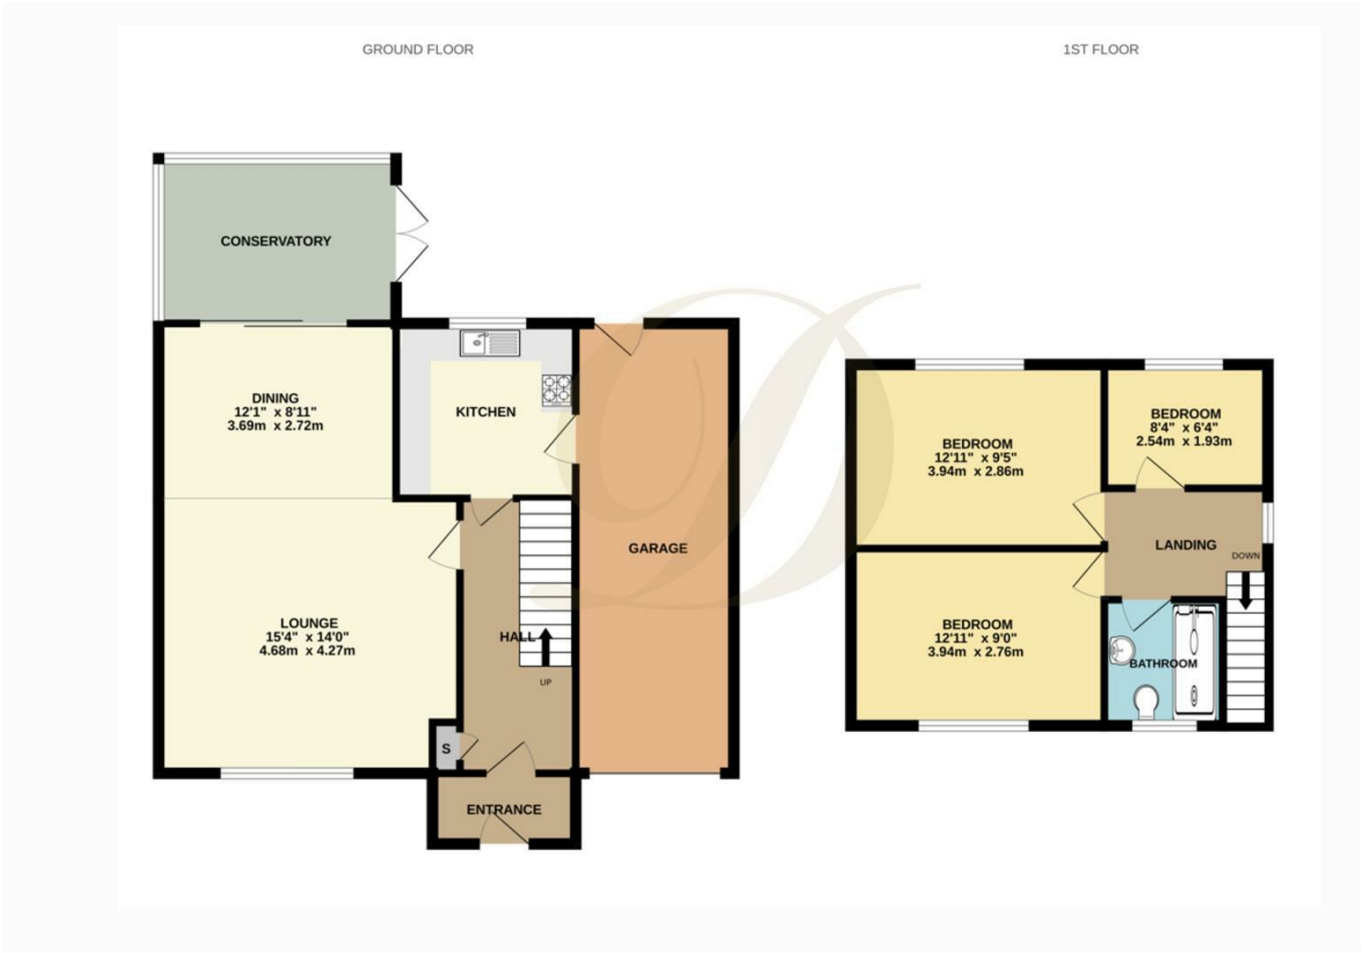 GROUND FLOOR
1ST FLOOR
CONSERVATORY
DINING
12'1" x 8'11"
3.69m x 2.72m
KITCHEN
LOUNGE
15'4" x 14'0"
4.68m x 4.27m
HALL
UP
S
ENTRANCE
GARAGE
BEDROOM
12'11" x 9'5"
3.94m x 2.86m
BEDROOM
8'4" x 6'4"
2.54m x 1.93m
LANDING
DOWN
BEDROOM
12'11" x 9'0"
3.94m x 2.76m
BATHROOM
D